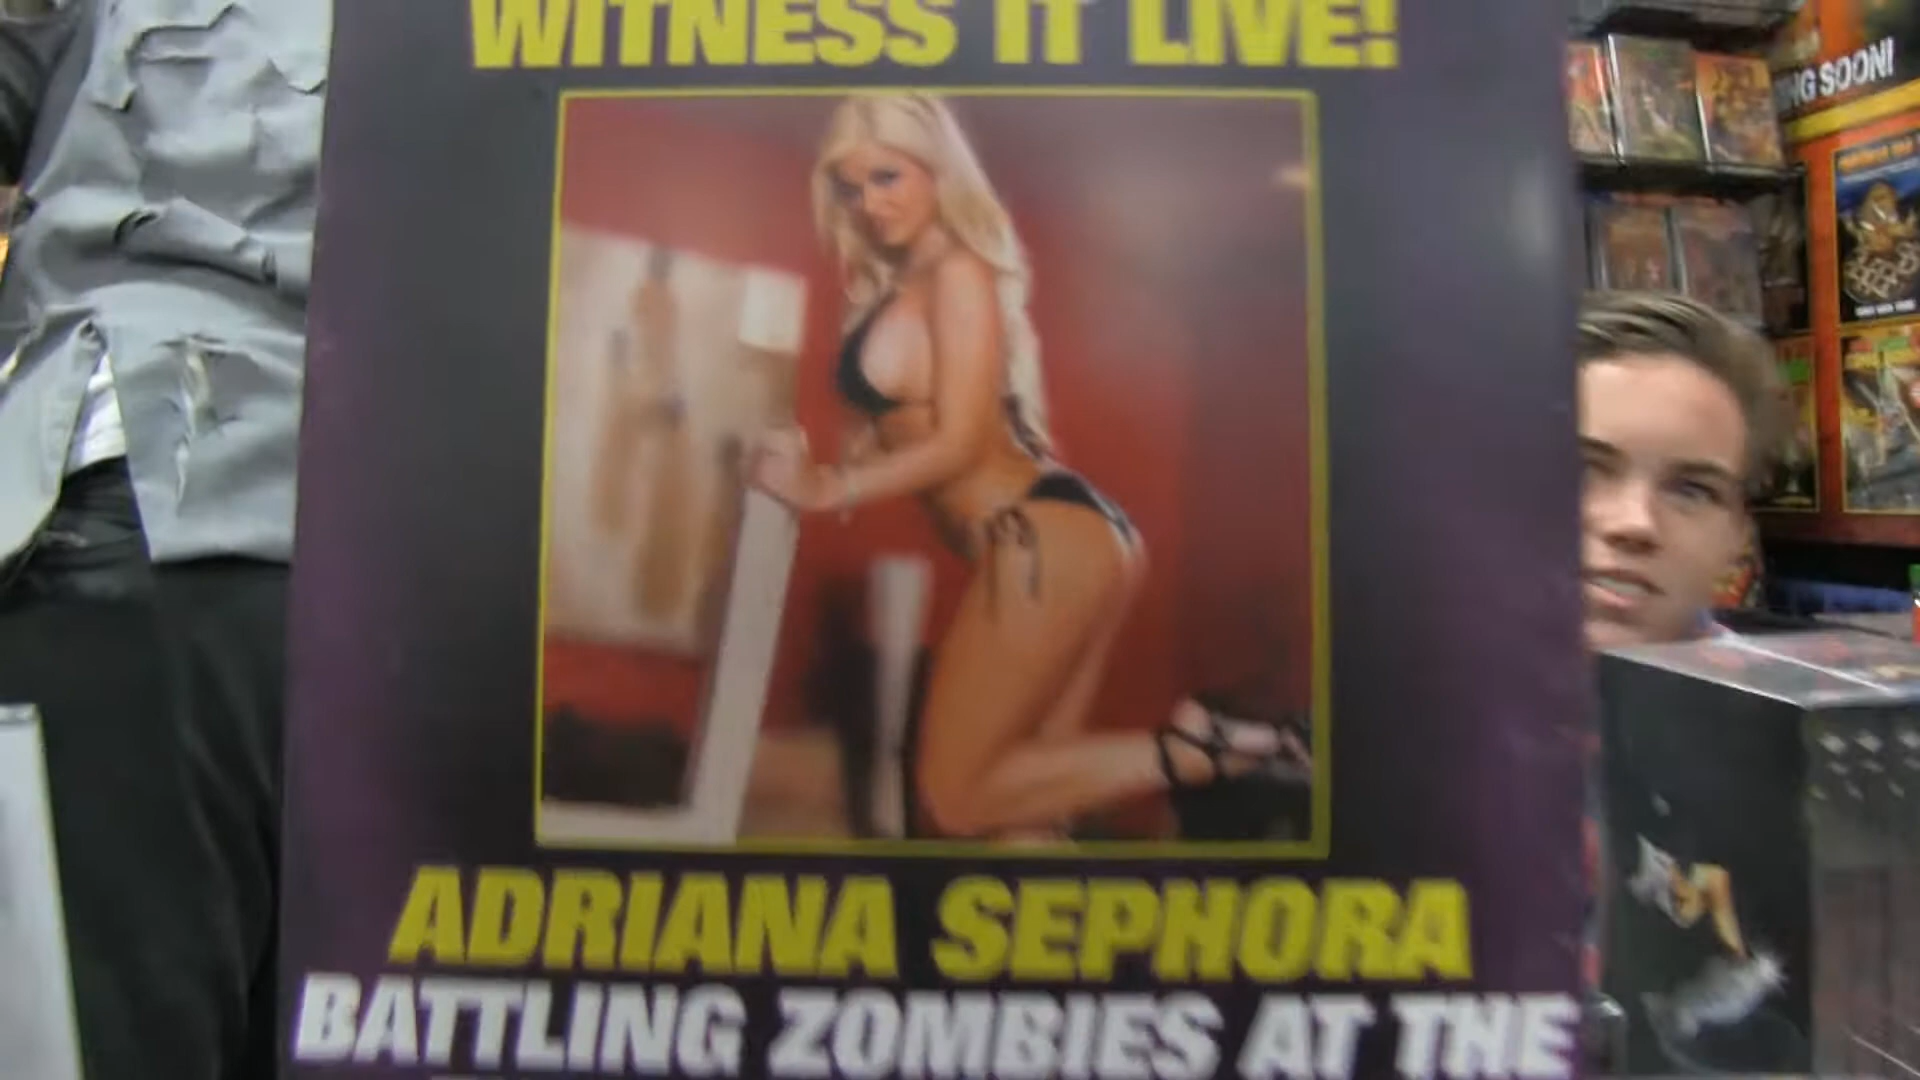 WITNESS IT LIVE!
NG SOON!
ADRIANA SEPHORA
BATTLING ZOMBIES AT THE